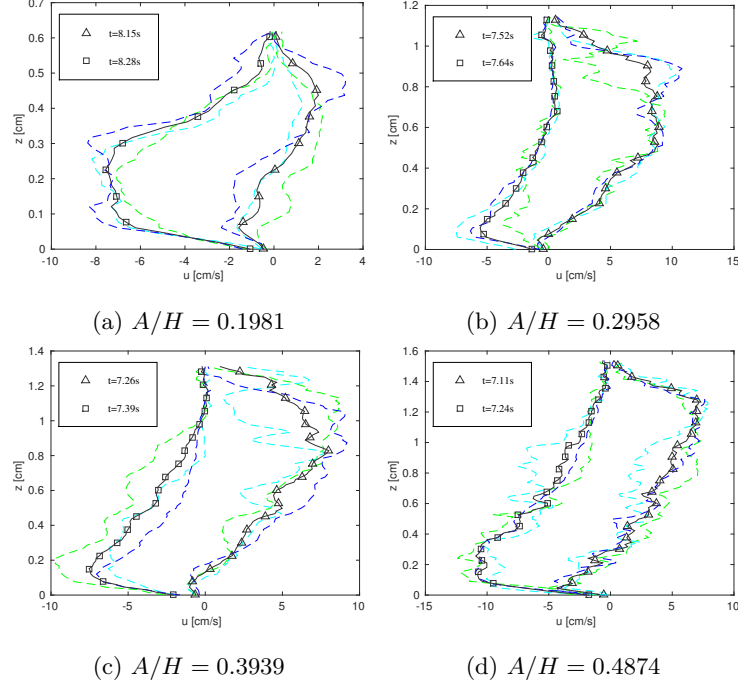 0.7
0.6
0.5
0.4
0.3
0.2
0.1
0
z [cm]
t=8.15s
t=8.28s
-10 -8 -6 -4 -2 0 2 4
u [cm/s]
(a) A/H = 0.1981
1.2
1
0.8
0.6
0.4
0.2
0
z [cm]
t=7.52s
t=7.64s
-10 -5 0 5 10 15
u [cm/s]
(b) A/H = 0.2958
1.4
1.2
1
0.8
0.6
0.4
0.2
0
z [cm]
t=7.26s
t=7.39s
-10 -5 0 5 10
u [cm/s]
(c) A/H = 0.3939
1.6
1.4
1.2
1
0.8
0.6
0.4
0.2
0
z [cm]
t=7.11s
t=7.24s
-15 -10 -5 0 5 10
u [cm/s]
(d) A/H = 0.4874